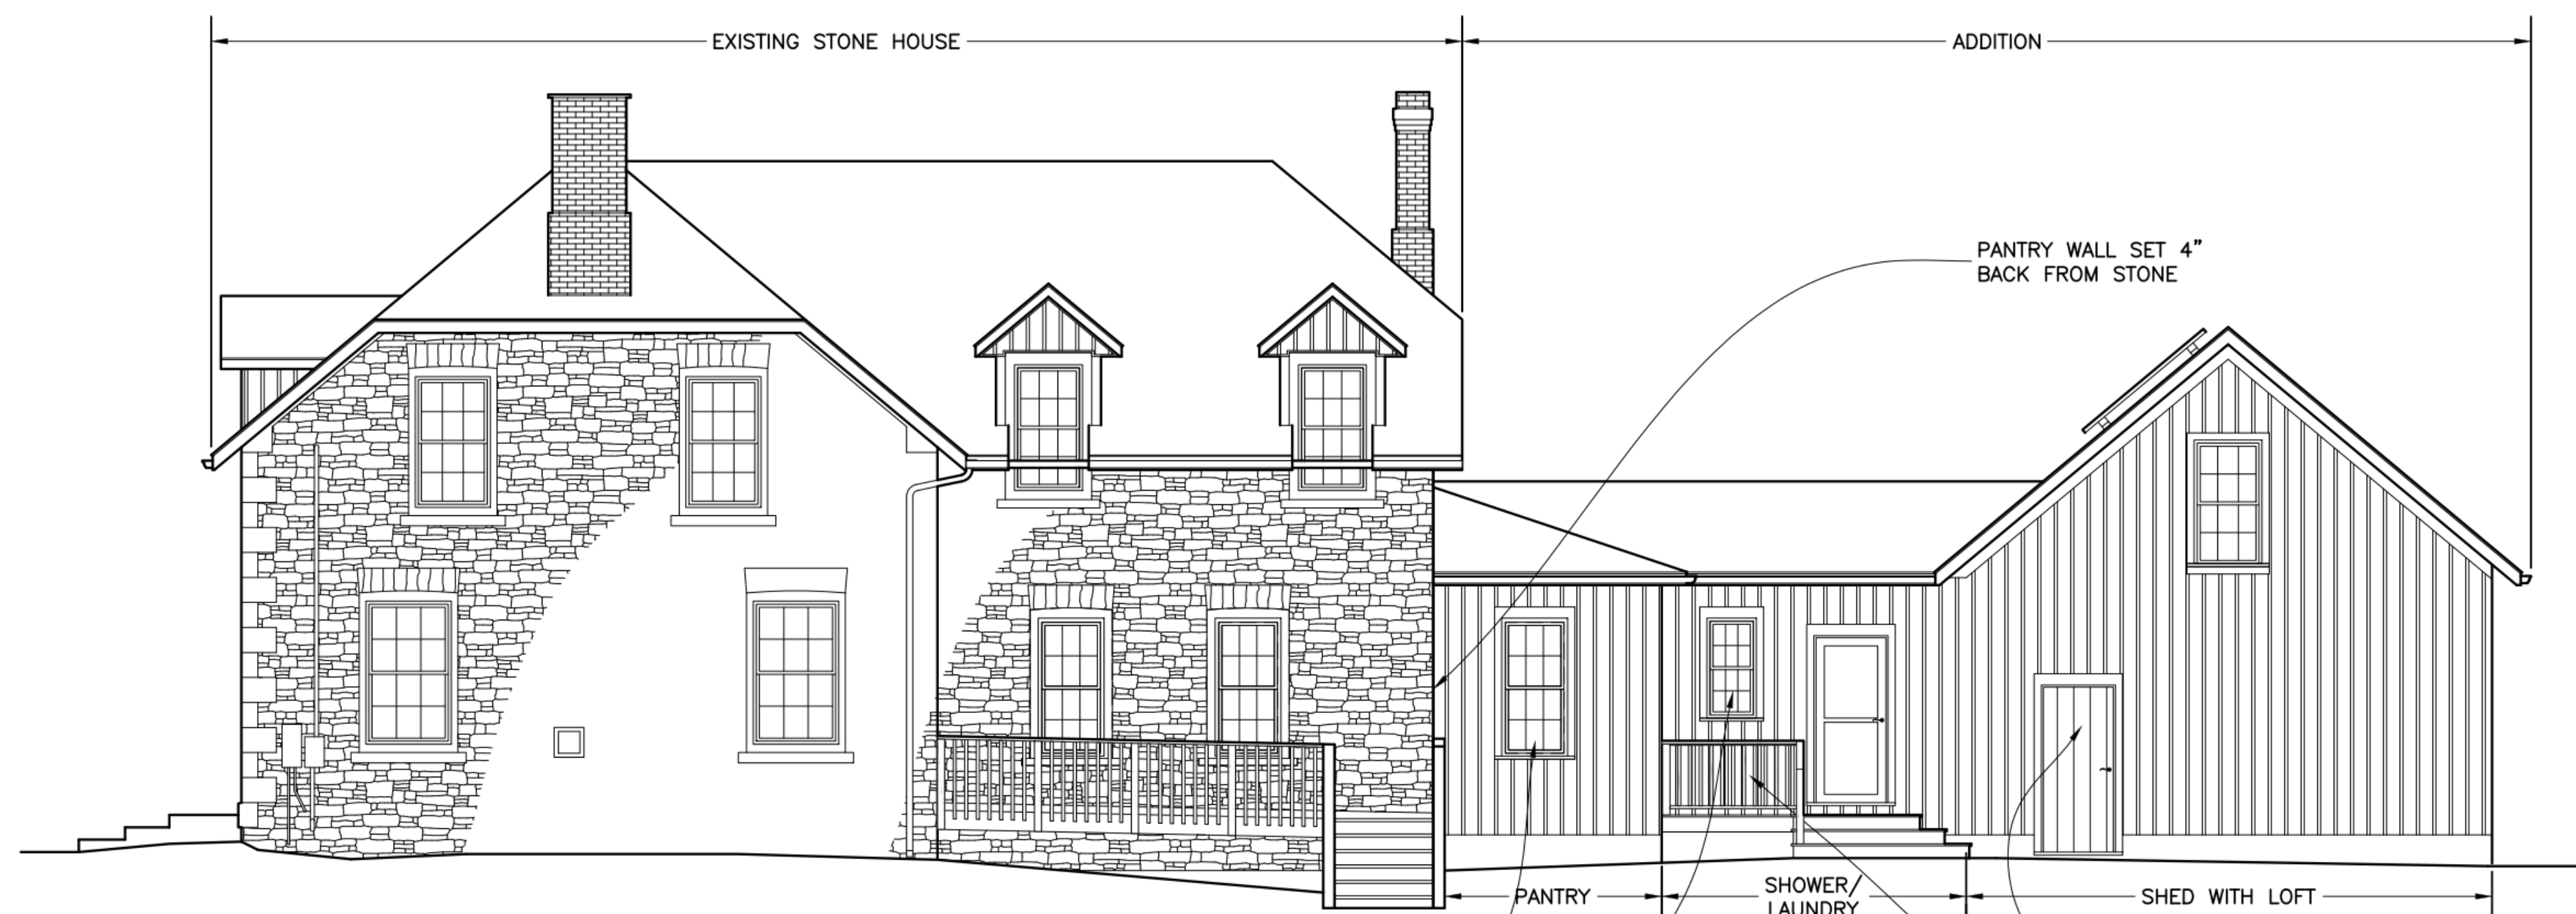 EXISTING STONE HOUSE
ADDITION
PANTRY WALL SET 4"
BACK FROM STONE
PANTRY
SHOWER/
LAUNDRY
SHED WITH LOFT